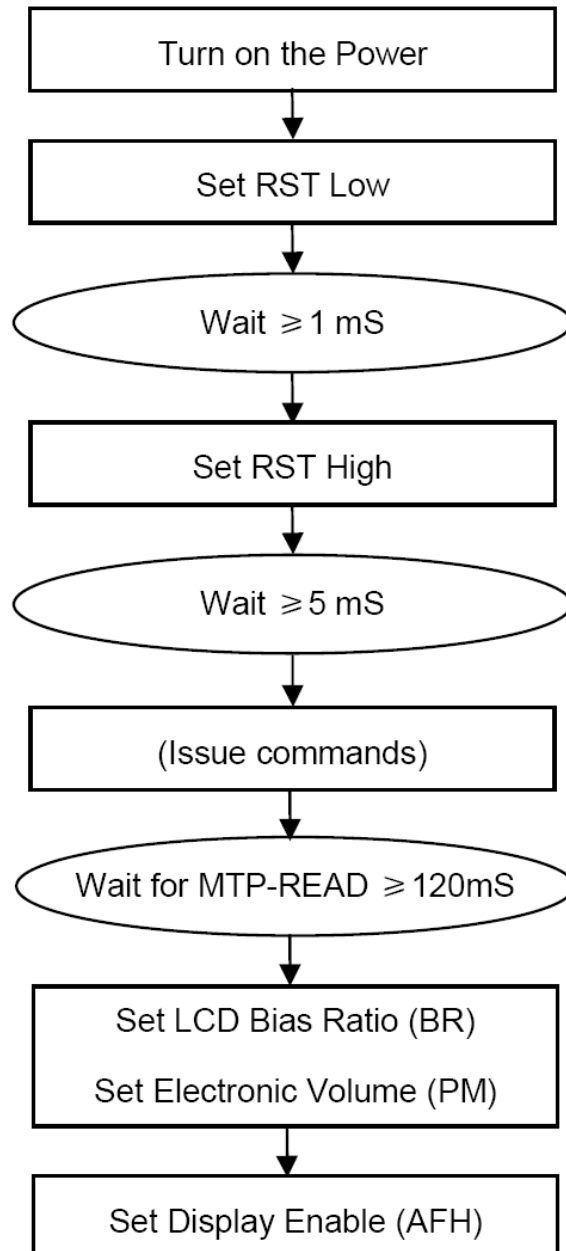 Turn on the Power
Set RST Low
Wait ≥1 mS
Set RST High
Wait ≥5 mS
(Issue commands)
Wait for MTP-READ ≥120mS
Set LCD Bias Ratio (BR)
Set Electronic Volume (PM)
Set Display Enable (AFH)